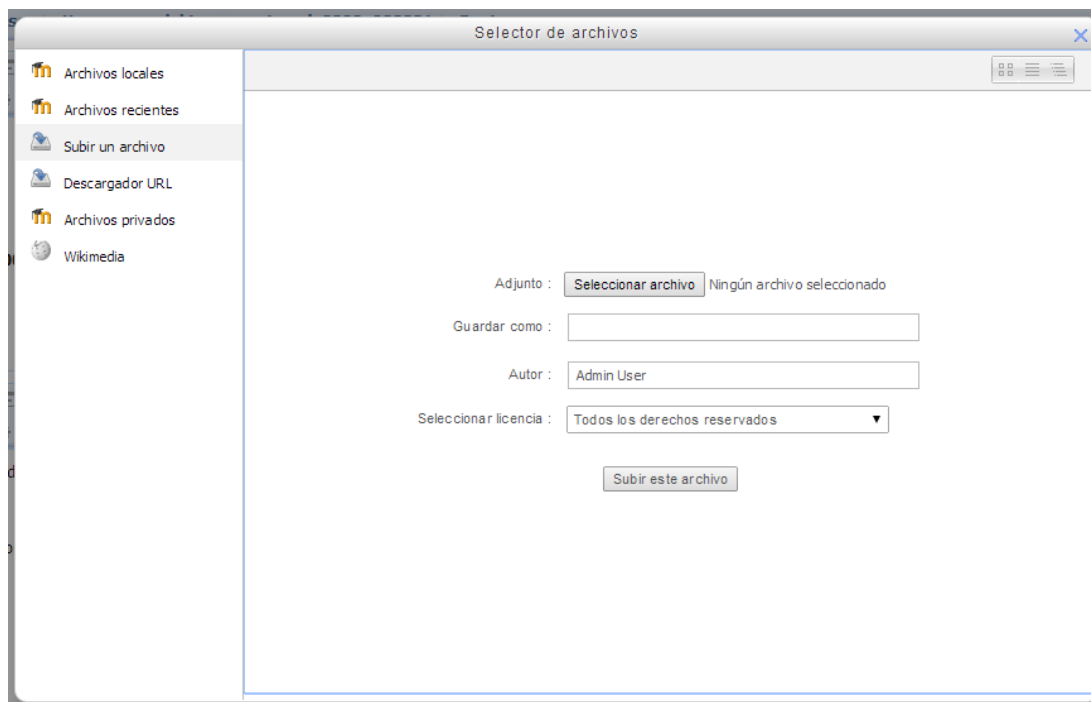 Selector de archivos
Archivos locales
Archivos recientes
Subir un archivo
Descargador URL
Archivos privados
Wikimedia
Adjunto : Seleccionar archivo Ningún archivo seleccionado
Guardar como :
Autor : Admin User
Seleccionar licencia : Todos los derechos reservados
Subir este archivo